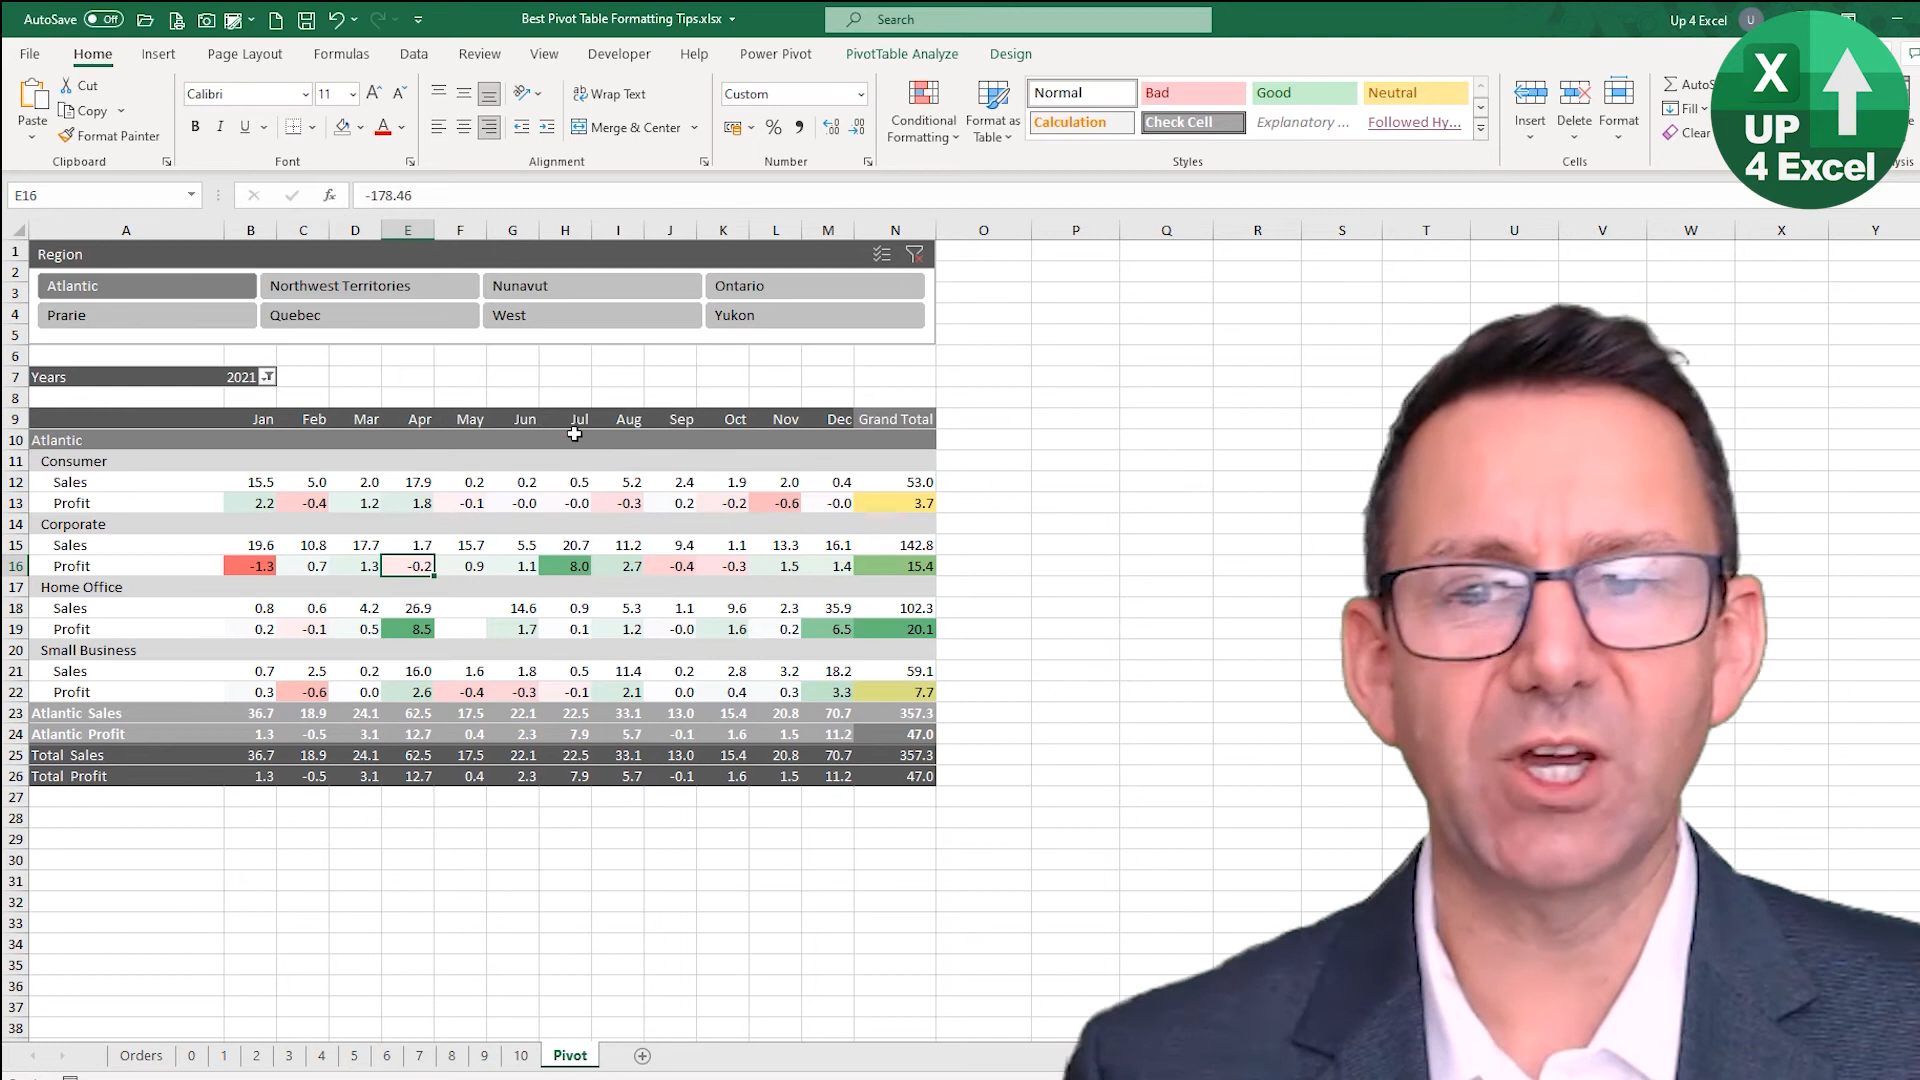 AutoSave Off Best Pivot Table Formatting Tips.xlsx Search Up 4 Excel U
File Home Insert Page Layout Formulas Data Review View Developer Help Power Pivot PivotTable Analyze Design
Paste Cut Copy Format Painter
Calibri 11 Wrap Text Merge & Center Custom
B I U A
Conditional Formatting Format as Table
Normal Bad Good Neutral
Calculation Check Cell Explanatory ... Followed Hy...
Insert Delete Format
Fill Clear
Clipboard Font Alignment Number Styles Cells
X UP 4 Excel
E16 fx -178.46
A B C D E F G H I J K L M N O P Q R S T U V W X Y
1 Region
2 Atlantic Northwest Territories Nunavut Ontario
3
4 Prarie Quebec West Yukon
5
6
7 Years 2021
8
9 Jan Feb Mar Apr May Jun Jul Aug Sep Oct Nov Dec Grand Total
10 Atlantic
11 Consumer
12 Sales 15.5 5.0 2.0 17.9 0.2 0.2 0.5 5.2 2.4 1.9 2.0 0.4 53.0
13 Profit 2.2 -0.4 1.2 1.8 -0.1 -0.0 -0.0 -0.3 0.2 -0.2 -0.6 -0.0 3.7
14 Corporate
15 Sales 19.6 10.8 17.7 1.7 15.7 5.5 20.7 11.2 9.4 1.1 13.3 16.1 142.8
16 Profit -1.3 0.7 1.3 -0.2 0.9 1.1 8.0 2.7 -0.4 -0.3 1.5 1.4 15.4
17 Home Office
18 Sales 0.8 0.6 4.2 26.9 14.6 0.9 5.3 1.1 9.6 2.3 35.9 102.3
19 Profit 0.2 -0.1 0.5 8.5 1.7 0.1 1.2 -0.0 1.6 0.2 6.5 20.1
20 Small Business
21 Sales 0.7 2.5 0.2 16.0 1.6 1.8 0.5 11.4 0.2 2.8 3.2 18.2 59.1
22 Profit 0.3 -0.6 0.0 2.6 -0.4 -0.3 -0.1 2.1 0.0 0.4 0.3 3.3 7.7
23 Atlantic Sales 36.7 18.9 24.1 62.5 17.5 22.1 22.5 33.1 13.0 15.4 20.8 70.7 357.3
24 Atlantic Profit 1.3 -0.5 3.1 12.7 0.4 2.3 7.9 5.7 -0.1 1.6 1.5 11.2 47.0
25 Total Sales 36.7 18.9 24.1 62.5 17.5 22.1 22.5 33.1 13.0 15.4 20.8 70.7 357.3
26 Total Profit 1.3 -0.5 3.1 12.7 0.4 2.3 7.9 5.7 -0.1 1.6 1.5 11.2 47.0
27
28
29
30
31
32
33
34
35
36
37
38
Orders 0 1 2 3 4 5 6 7 8 9 10 Pivot